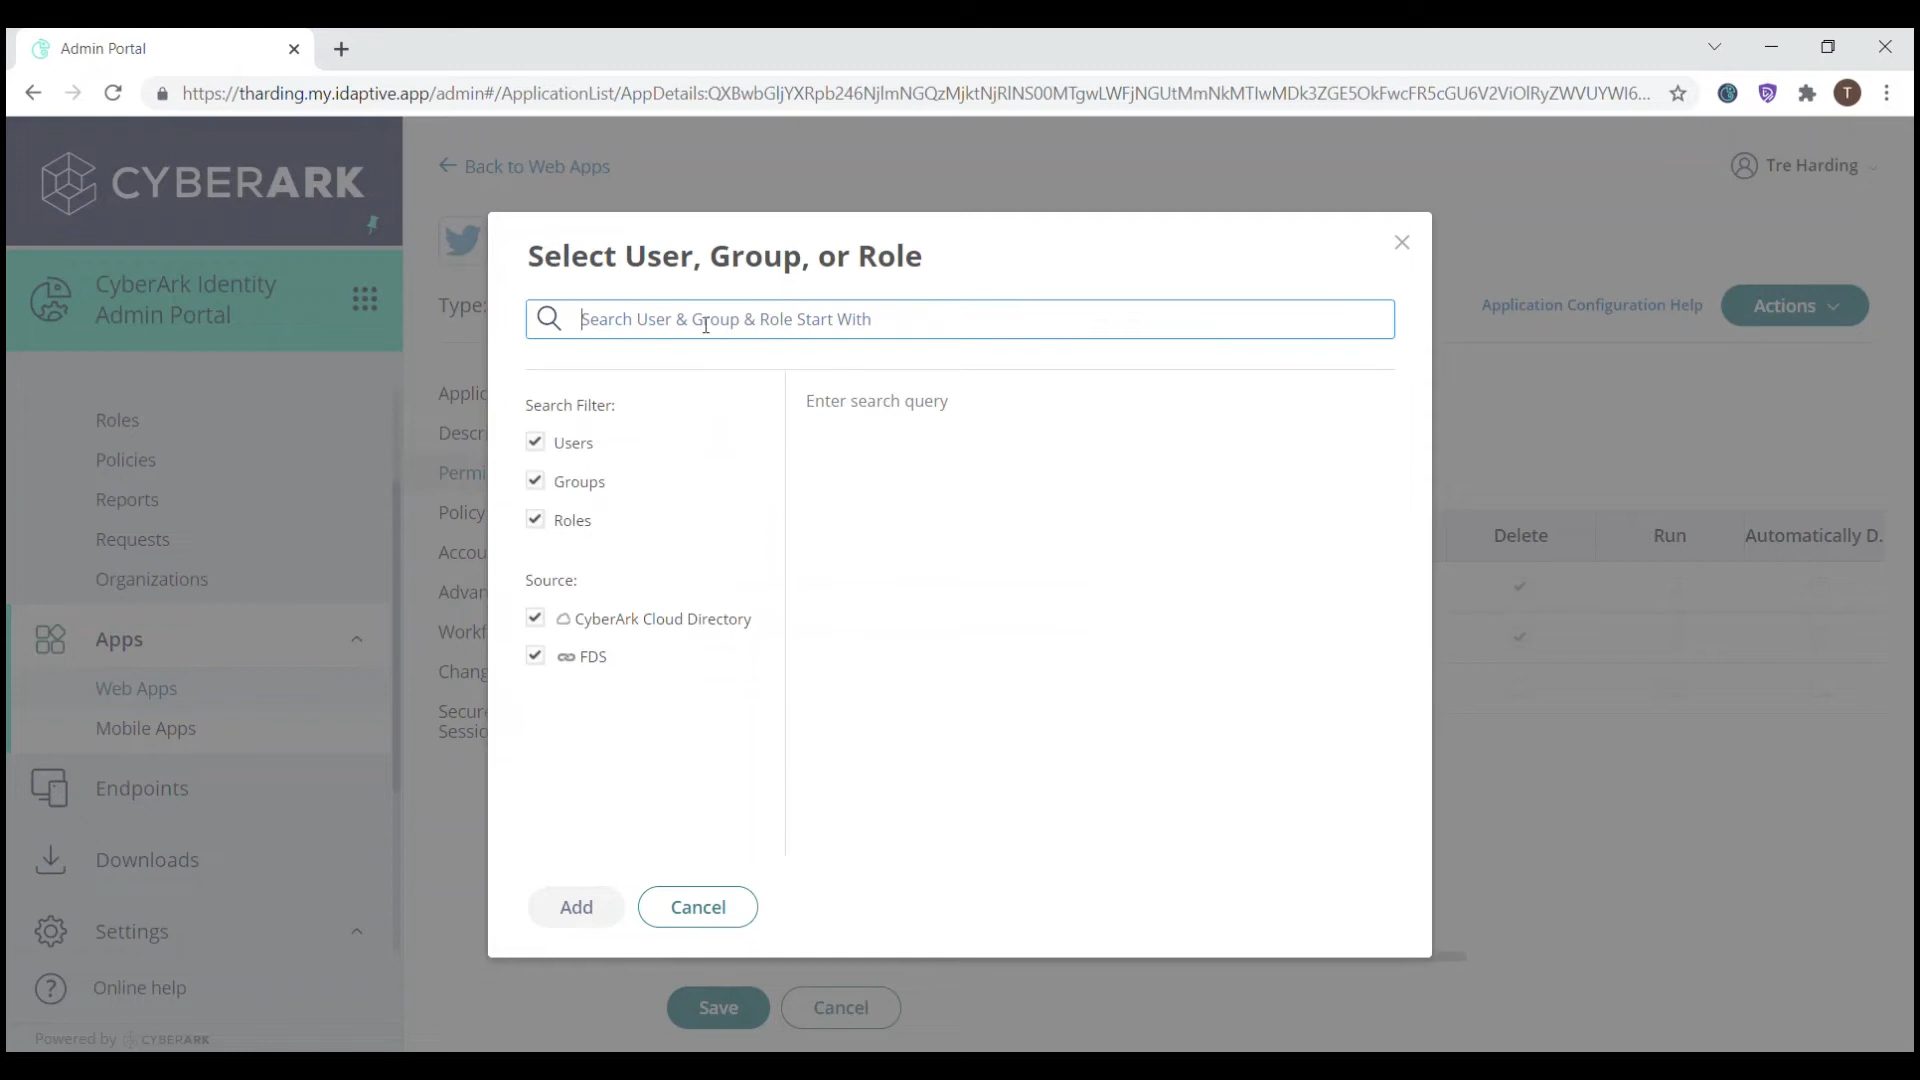 Admin Portal
https://tharding.my.idaptive.app/admin#/ApplicationList/AppDetails:QXBwbGljYXRpb246NjlmNGQzMjktNjRlNS00MTgwLWFjNGUtMmNkMTIwMDk3ZGE5OkFwcFR5cGU6V2ViOlRyZWVUYWI6...
T
CYBERARK
CyberArk Identity
Admin Portal
Roles
Policies
Reports
Requests
Organizations
Apps
Web Apps
Mobile Apps
Endpoints
Downloads
Settings
Online help
Powered by CYBERARK
Back to Web Apps
Tre Harding
Type:
Application Configuration Help
Actions
Applic
Descri
Permi
Policy
Accou
Advan
Workf
Chang
Secure
Sessio
Delete
Run
Automatically D.
Select User, Group, or Role
Search User & Group & Role Start With
Search Filter:
Users
Groups
Roles
Source:
CyberArk Cloud Directory
FDS
Enter search query
Add
Cancel
Save
Cancel